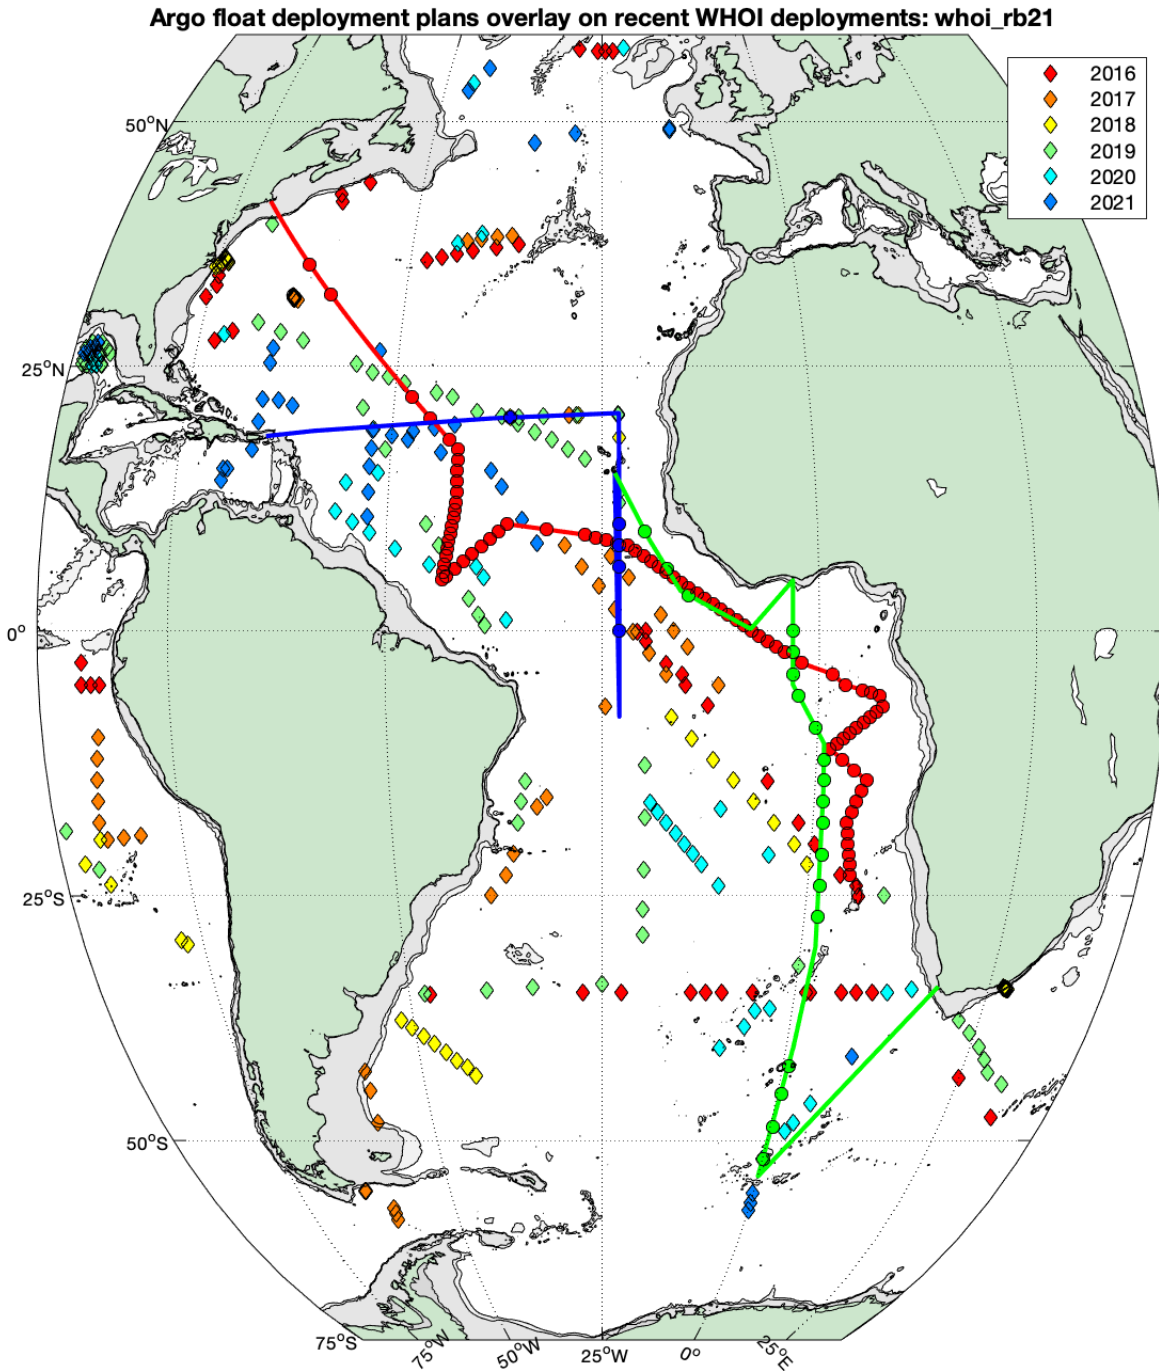 Argo float deployment plans overlay on recent WHOI deployments: whoi_rb21
2016
2017
2018
2019
2020
2021
50°N
25°N
0°
25°S
50°S
75°S
75°W
50°W
25°W
0°
25°E